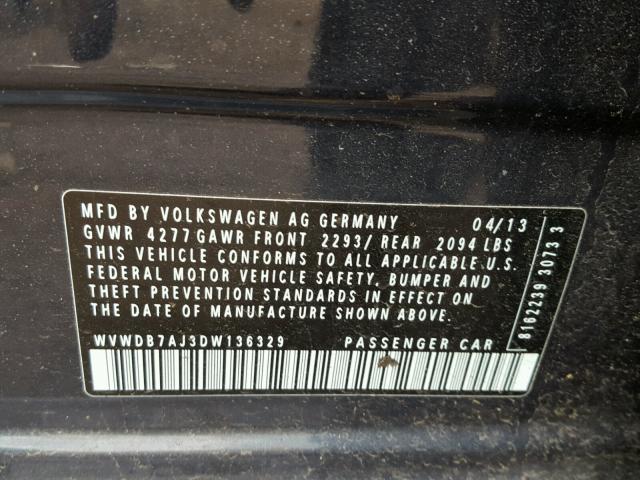 MFD BY VOLKSWAGEN AG GERMANY 04/13
GVWR 4277 GAWR FRONT 2293/ REAR 2094 LBS
THIS VEHICLE CONFORMS TO ALL APPLICABLE U.S.
FEDERAL MOTOR VEHICLE SAFETY, BUMPER AND
THEFT PREVENTION STANDARDS IN EFFECT ON
THE DATE OF MANUFACTURE SHOWN ABOVE.
WVWDB7AJ3DW136329 PASSENGER CAR
8162239 3073 3